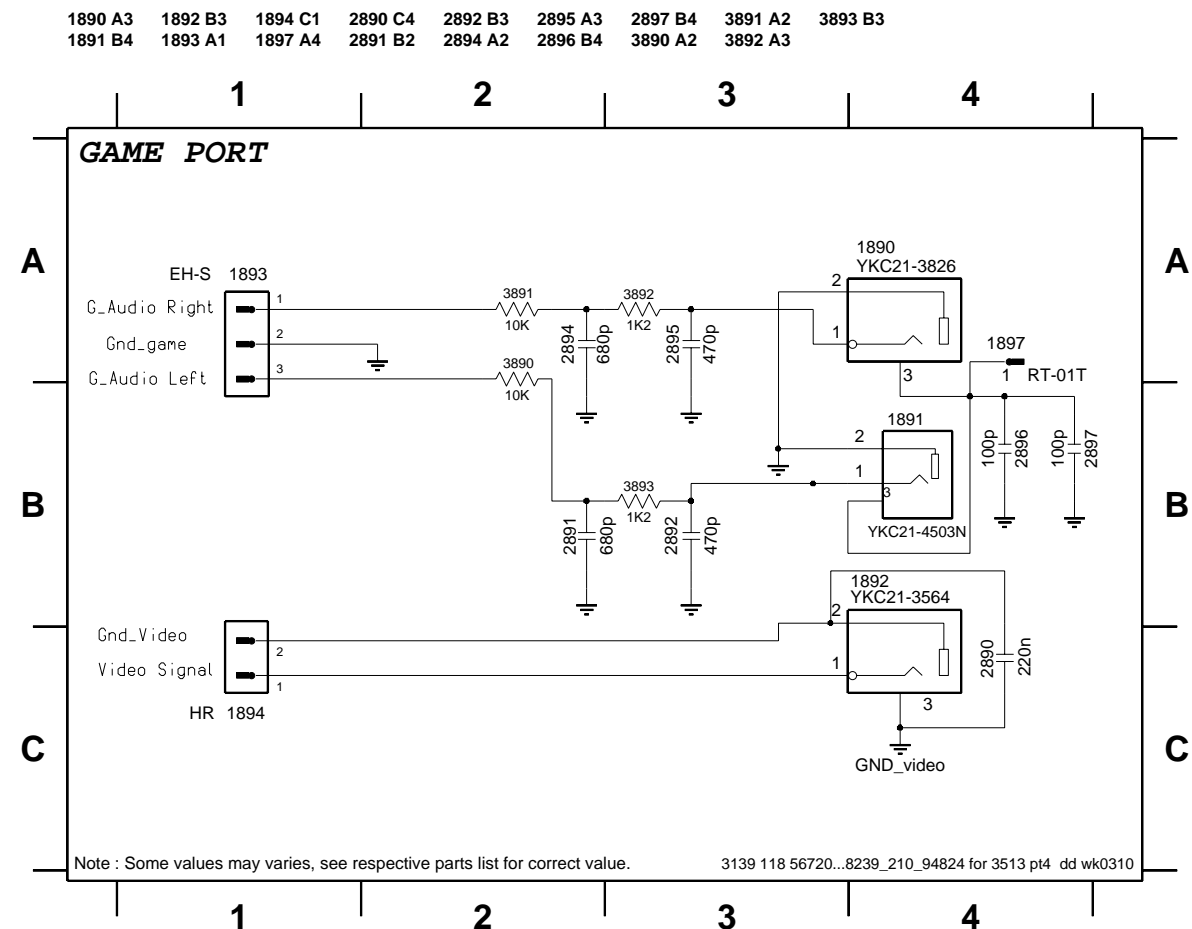 1890 A3 1892 B3 1894 C1 2890 C4 2892 B3 2895 A3 2897 B4 3891 A2 3893 B3
1891 B4 1893 A1 1897 A4 2891 B2 2894 A2 2896 B4 3890 A2 3892 A3
1 2 3 4
GAME PORT
A A
1890
YKC21-3826
EH-S 1893
2
3891 3892
G_Audio Right 1
10K 1K2
2894 680p 2895 470p
1
Gnd_game 2
1897
3890
3
1 RT-01T
G_Audio Left 3
10K
1891
2
100p 2896 100p 2897
1
3893
3
B B
1K2
2891 680p 2892 470p
YKC21-4503N
1892
YKC21-3564
2
Gnd_Video
2
2890 220n
Video Signal
1
1
3
HR 1894
C C
GND_video
Note : Some values may varies, see respective parts list for correct value. 3139 118 56720...8239_210_94824 for 3513 pt4 dd wk0310
1 2 3 4